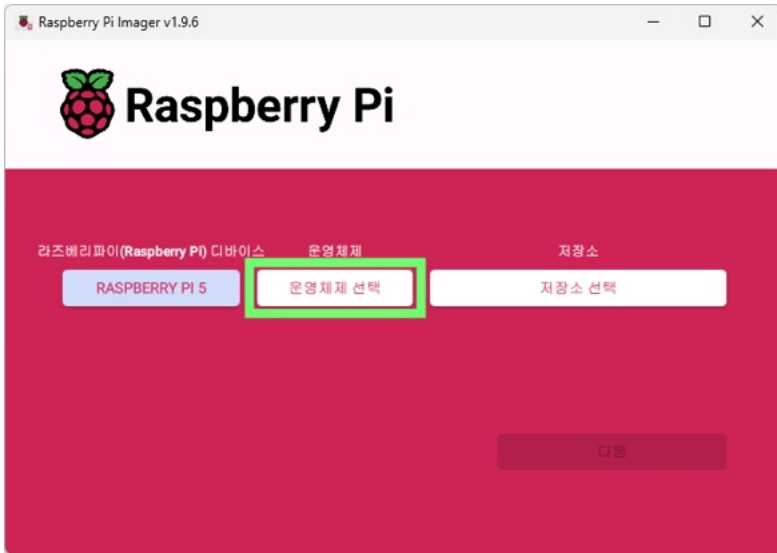 Raspberry Pi Imager v1.9.6
Raspberry Pi
라즈베리파이(Raspberry Pi) 디바이스
운영체제
저장소
RASPBERRY PI 5
운영체제 선택
저장소 선택
다음